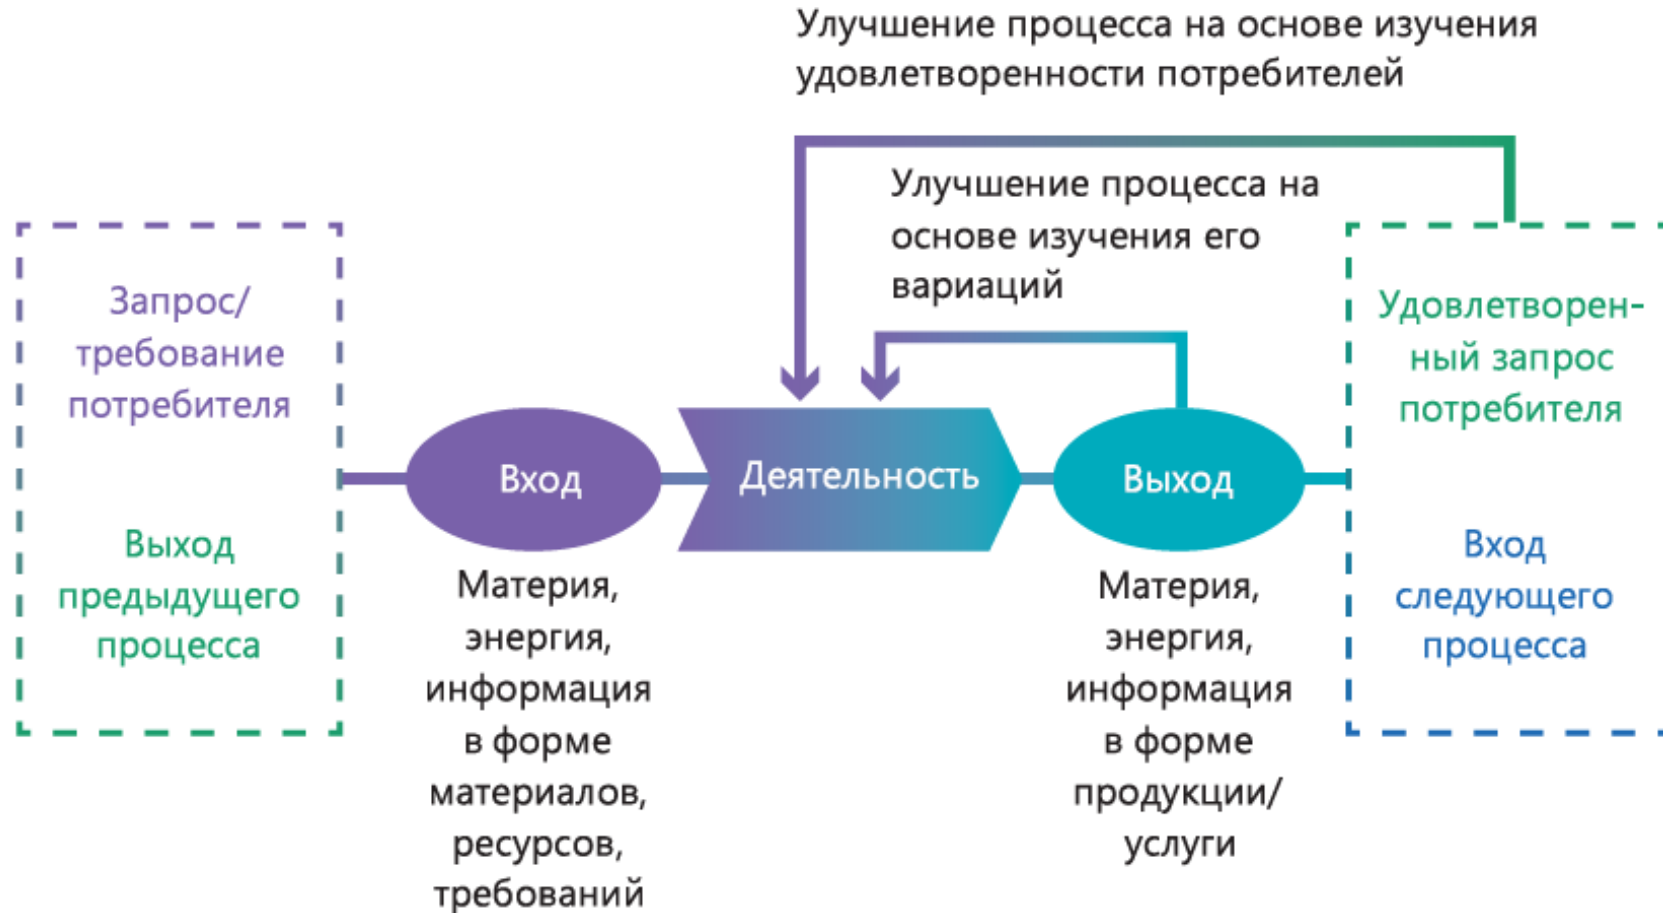 Улучшение процесса на основе изучения
удовлетворенности потребителей
Улучшение процесса на
основе изучения его
вариаций
Запрос/
требование
потребителя
Выход
предыдущего
процесса
Вход
Материя,
энергия,
информация
в форме
материалов,
ресурсов,
требований
Деятельность
Выход
Материя,
энергия,
информация
в форме
продукции/
услуги
Удовлетворен-
ный запрос
потребителя
Вход
следующего
процесса